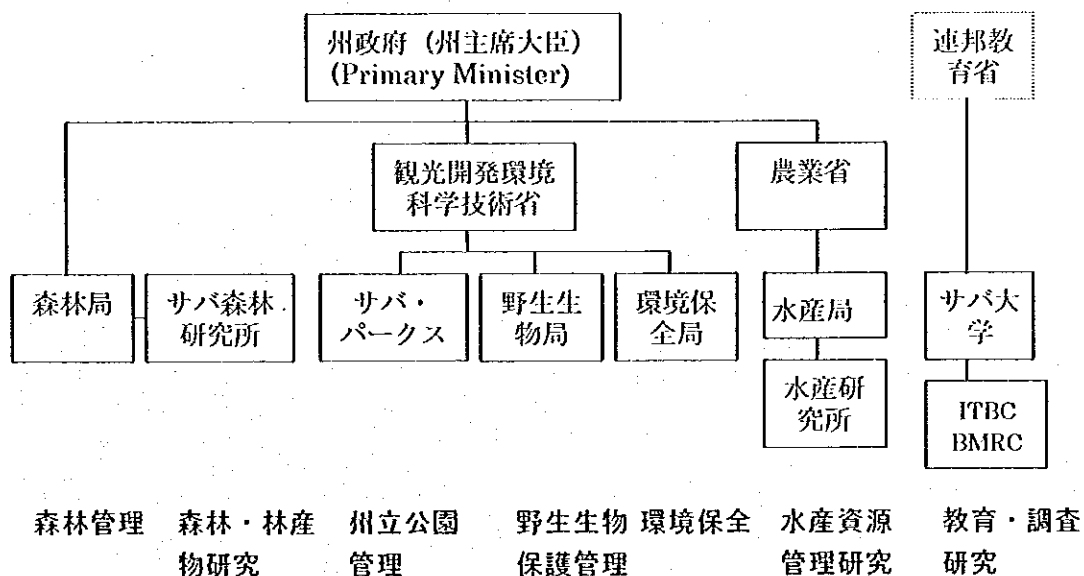 州政府（州主席大臣）
(Primary Minister)
連邦教
育省
観光開発環境
科学技術省
農業省
森林局
サバ森林
研究所
サバ・
パークス
野生生
物局
環境保
全局
水産局
サバ大
学
水産研
究所
ITBC
BMRC
森林管理
森林・林産
物研究
州立公園
管理
野生生物
保護管理
環境保全
水産資源
管理研究
教育・調査
研究